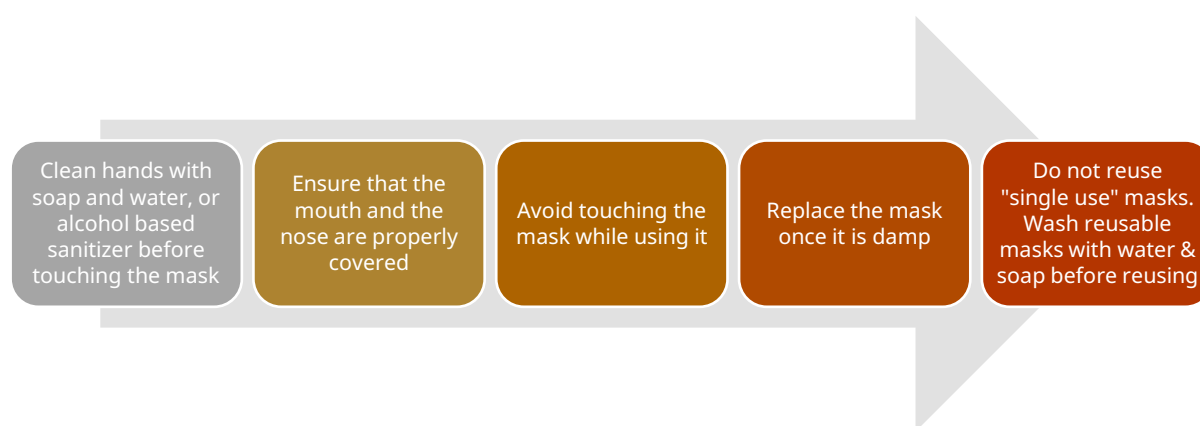 Clean hands with
soap and water, or
alcohol based
sanitizer before
touching the mask
Ensure that the
mouth and the
nose are properly
covered
Avoid touching the
mask while using it
Replace the mask
once it is damp
Do not reuse
"single use" masks.
Wash reusable
masks with water &
soap before reusing